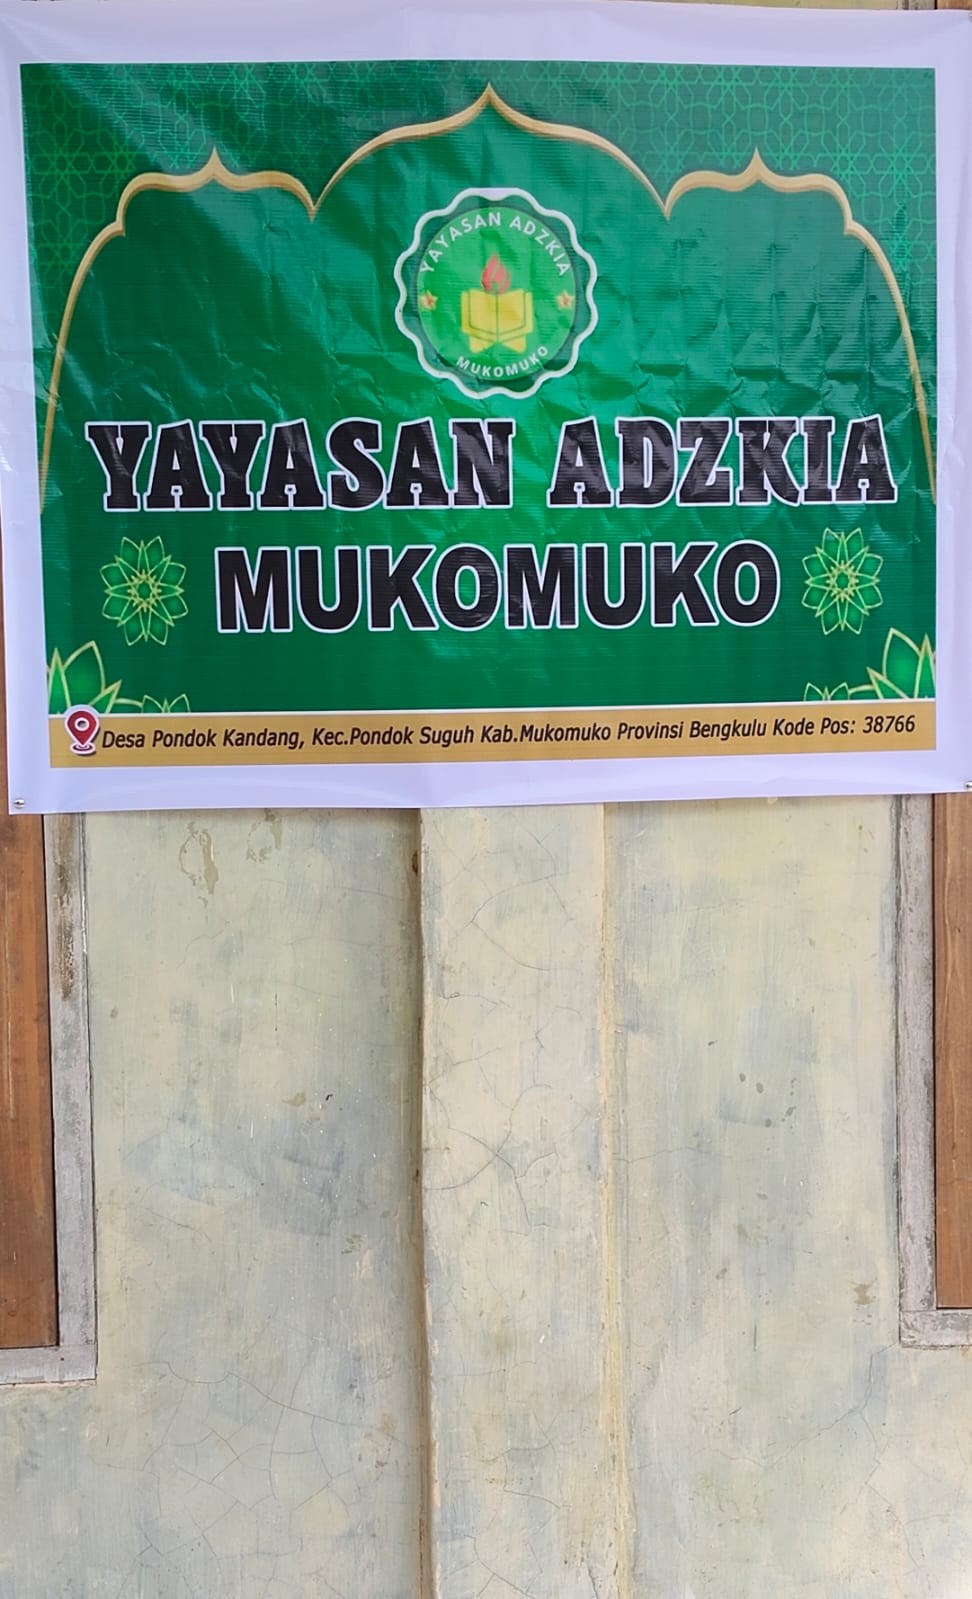 YAYASAN ADZKIA
MUKOMUKO
YAYASAN ADZKIA
MUKOMUKO
Desa Pondok Kandang, Kec.Pondok Suguh Kab.Mukomuko Provinsi Bengkulu Kode Pos: 38766